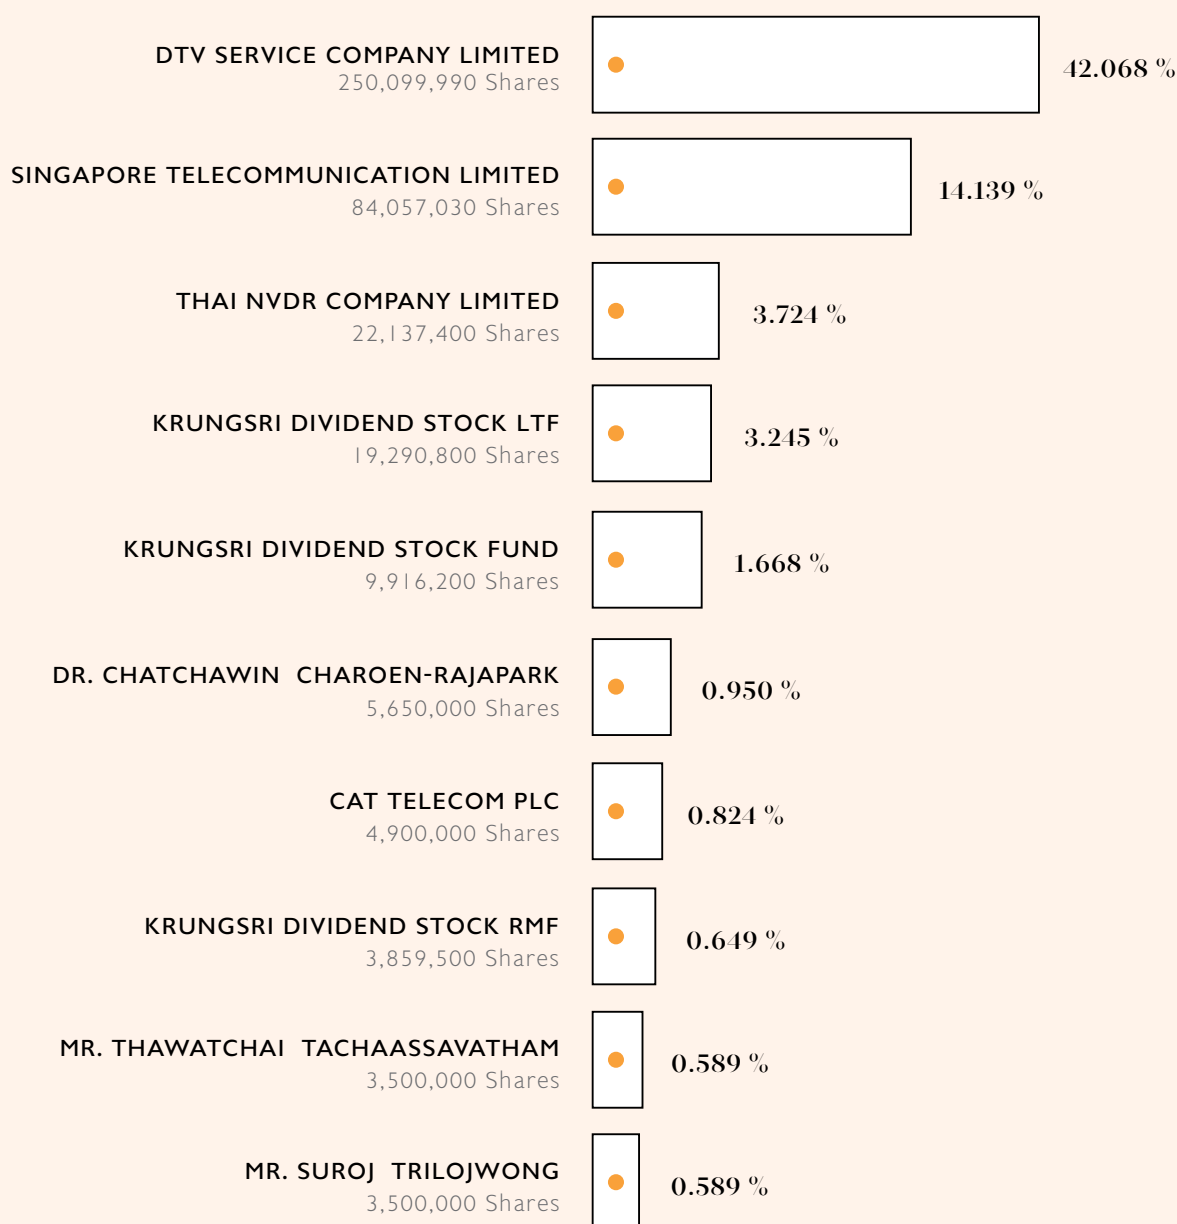 DTV SERVICE COMPANY LIMITED
250,099,990 Shares
42.068 %
SINGAPORE TELECOMMUNICATION LIMITED
84,057,030 Shares
14.139 %
THAI NVDR COMPANY LIMITED
22,137,400 Shares
3.724 %
KRUNGSRI DIVIDEND STOCK LTF
19,290,800 Shares
3.245 %
KRUNGSRI DIVIDEND STOCK FUND
9,916,200 Shares
1.668 %
DR. CHATCHAWIN CHAROEN-RAJAPARK
5,650,000 Shares
0.950 %
CAT TELECOM PLC
4,900,000 Shares
0.824 %
KRUNGSRI DIVIDEND STOCK RMF
3,859,500 Shares
0.649 %
MR. THAWATCHAI TACHAASSAVATHAM
3,500,000 Shares
0.589 %
MR. SUROJ TRILOJWONG
3,500,000 Shares
0.589 %